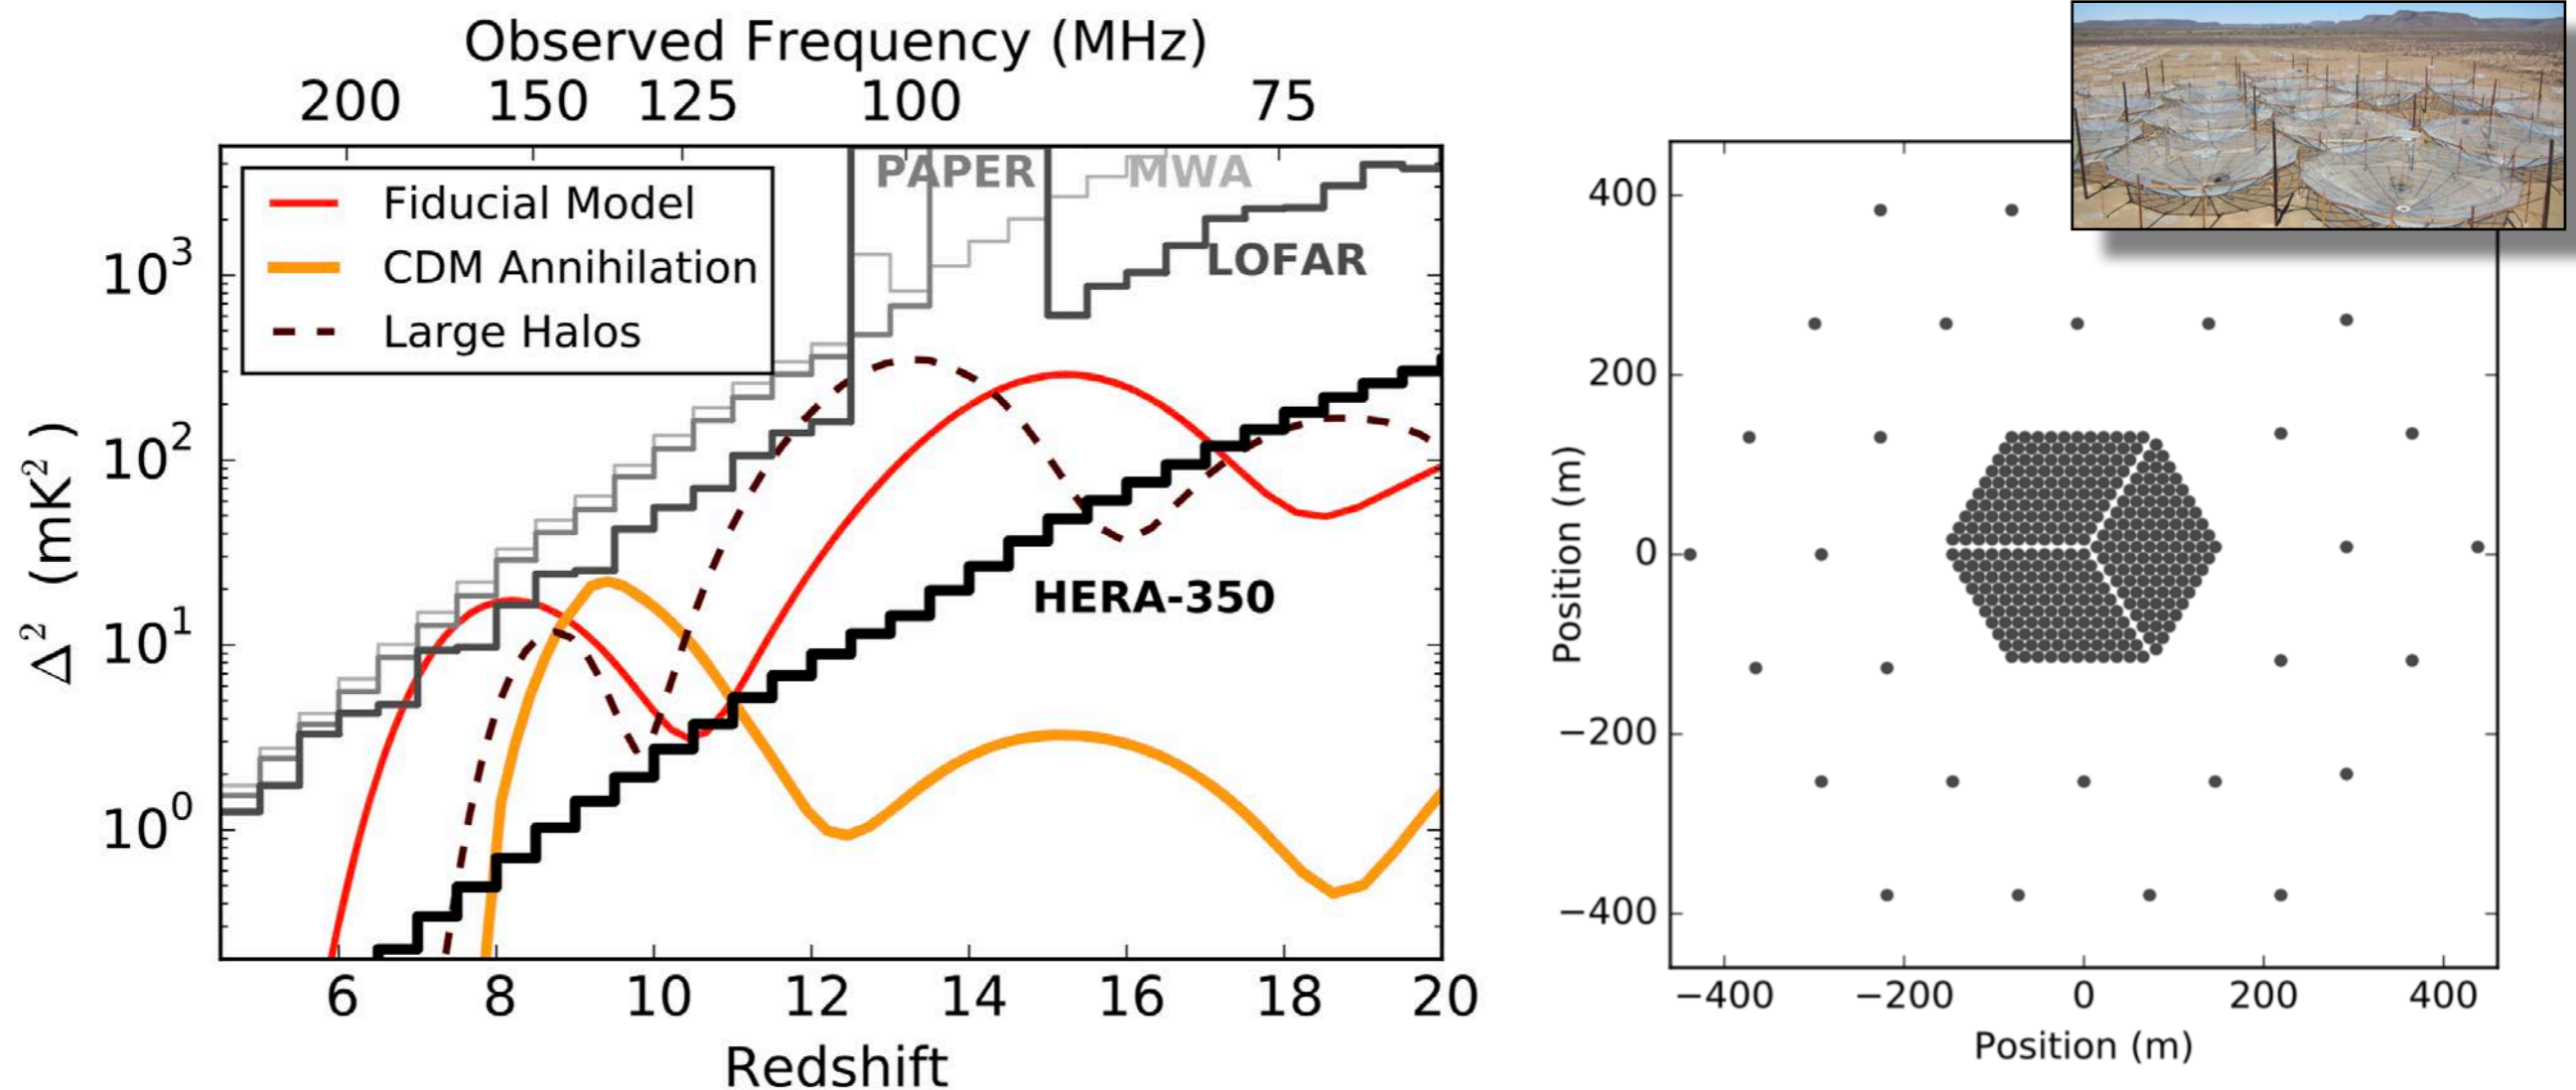 Observed Frequency (MHz)
200 150 125 100 75
Fiducial Model
CDM Annihilation
Large Halos
PAPER
MWA
LOFAR
HERA-350
10³
10²
10¹
10⁰
Δ² (mK²)
6 8 10 12 14 16 18 20
Redshift
400
200
0
−200
−400
Position (m)
−400 −200 0 200 400
Position (m)